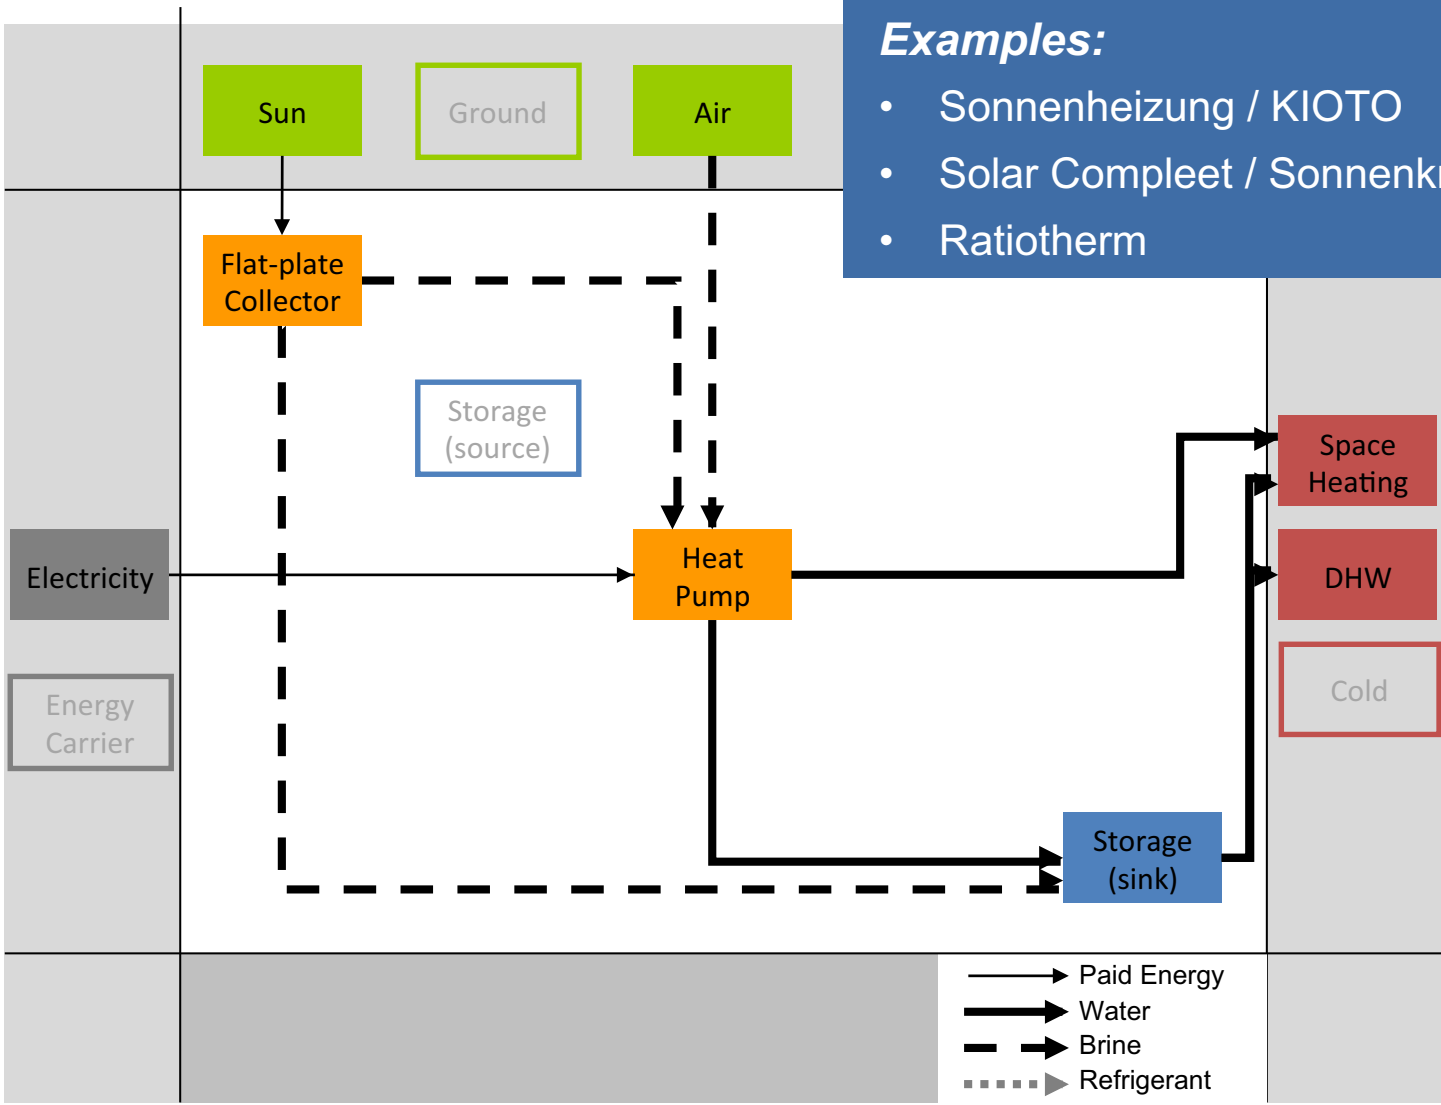 Examples:
• Sonnenheizung / KIOTO
• Solar Compleet / 
• Ratiotherm
Sun
Ground
Air
Flat-plate
Collector
Storage
(source)
Space
Heating
Electricity
Heat
Pump
DHW
Energy
Carrier
Cold
Storage
(sink)
Paid Energy
Water
Brine
Refrigerant